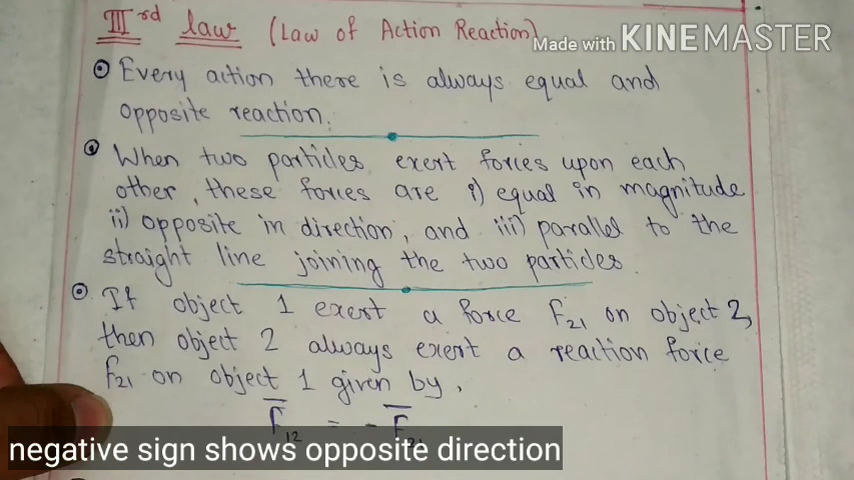 IIIrd law (Law of Action Reaction)
Made with KINEMASTER
Every action there is always equal and
opposite reaction.
When two particles exert forces upon each
other, these forces are i) equal in magnitude
ii) opposite in direction, and iii) parallel to the
straight line joining the two particles.
If object 1 exert a force F21 on object 2,
then object 2 always exert a reaction force
F21 on object 1 given by,
F̅12 = - F̅21
negative sign shows opposite direction